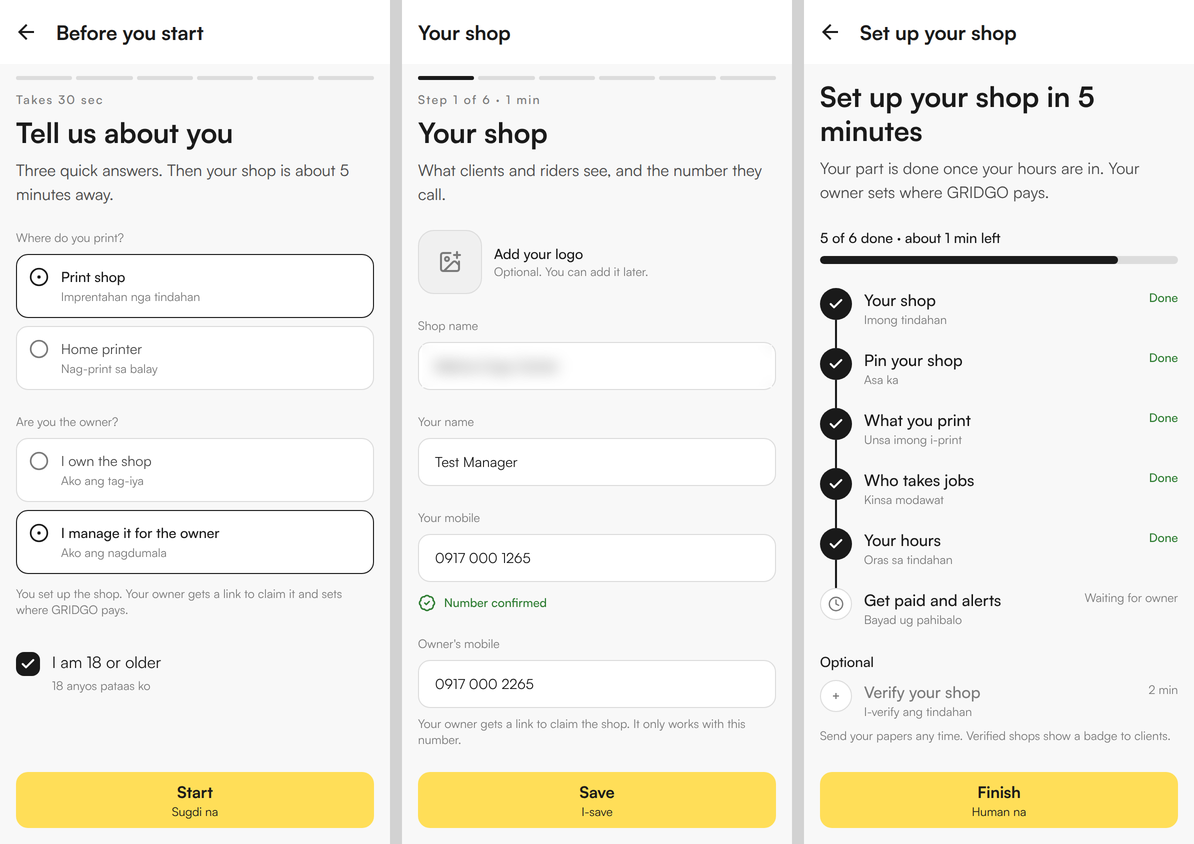 Before you start
Takes 30 sec
Tell us about you
Three quick answers. Then your shop is about 5
minutes away.
Where do you print?
Print shop
Imprentahan nga tindahan
Home printer
Nag-print sa balay
Are you the owner?
I own the shop
Ako ang tag-iya
I manage it for the owner
Ako ang nagdumala
You set up the shop. Your owner gets a link to claim it and sets
where GRIDGO pays.
I am 18 or older
18 anyos pataas ko
Start
Sugdi na
Your shop
Step 1 of 6 • 1 min
Your shop
What clients and riders see, and the number they
call.
Add your logo
Optional. You can add it later.
Shop name
Your name
Test Manager
Your mobile
0917 000 1265
Number confirmed
Owner's mobile
0917 000 2265
Your owner gets a link to claim the shop. It only works with this
number.
Save
I-save
Set up your shop
Set up your shop in 5
minutes
Your part is done once your hours are in. Your
owner sets where GRIDGO pays.
5 of 6 done • about 1 min left
Your shop
Done
Imong tindahan
Pin your shop
Done
Asa ka
What you print
Done
Unsa imong i-print
Who takes jobs
Done
Kinsa modawat
Your hours
Done
Oras sa tindahan
Get paid and alerts
Waiting for owner
Bayad ug pahibalo
Optional
Verify your shop
2 min
I-verify ang tindahan
Send your papers any time. Verified shops show a badge to clients.
Finish
Human na